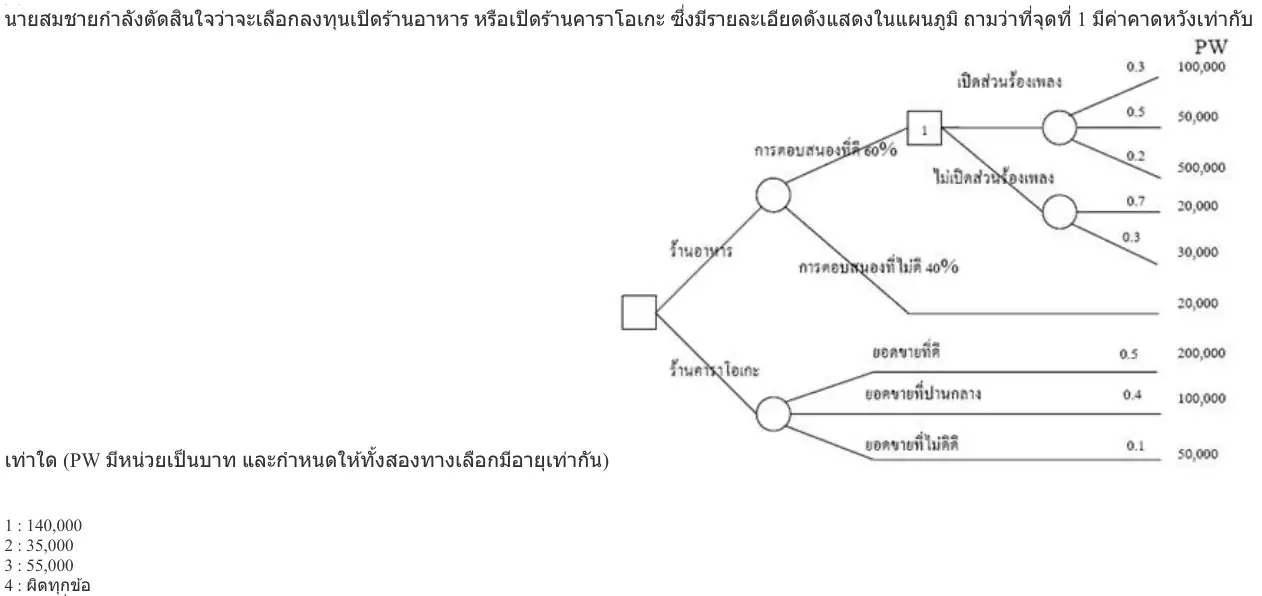 นายสมชายกำลังตัดสินใจว่าจะเลือกลงทุนเปิดร้านอาหาร หรือเปิดร้านคาราโอเกะ ซึ่งมีรายละเอียดดังแสดงในแผนภูมิ ถามว่าที่จุดที่ 1 มีค่าคาดหวังเท่ากับ
PW
0.3 100,000
เปิดส่วนร้องเพลง
0.5 50,000
1
การตอบสนองที่ดี 60%
0.2 500,000
ไม่เปิดส่วนร้องเพลง
0.7 20,000
0.3 30,000
ร้านอาหาร
การตอบสนองที่ไม่ดี 40%
20,000
ยอดขายที่ดี 0.5 200,000
ร้านคาราโอเกะ
ยอดขายที่ปานกลาง 0.4 100,000
ยอดขายที่ไม่ดีดี 0.1 50,000
เท่าใด (PW มีหน่วยเป็นบาท และกำหนดให้ทั้งสองทางเลือกมีอายุเท่ากัน)
1 : 140,000
2 : 35,000
3 : 55,000
4 : ผิดทุกข้อ